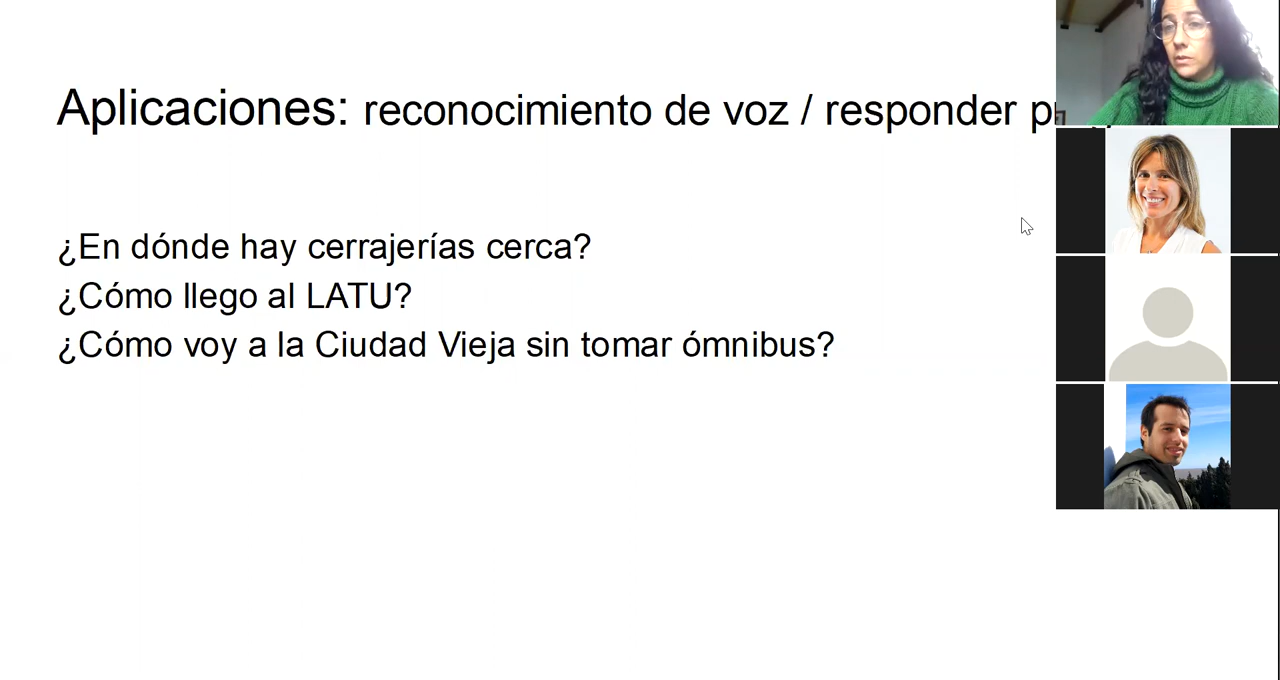 Aplicaciones: reconocimiento de voz / responder
¿En dónde hay cerrajerías cerca?
¿Cómo llego al LATU?
¿Cómo voy a la Ciudad Vieja sin tomar ómnibus?